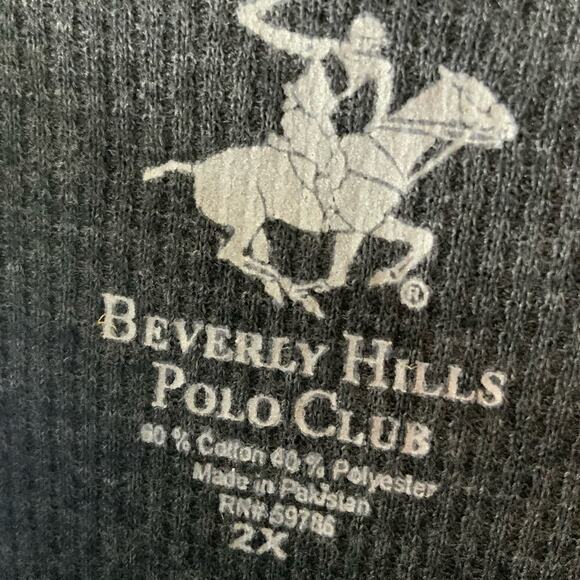 ®
BEVERLY HILLS
POLO CLUB
60 % Cotton 40 % Polyester
Made in Pakistan
RN# 59786
2X